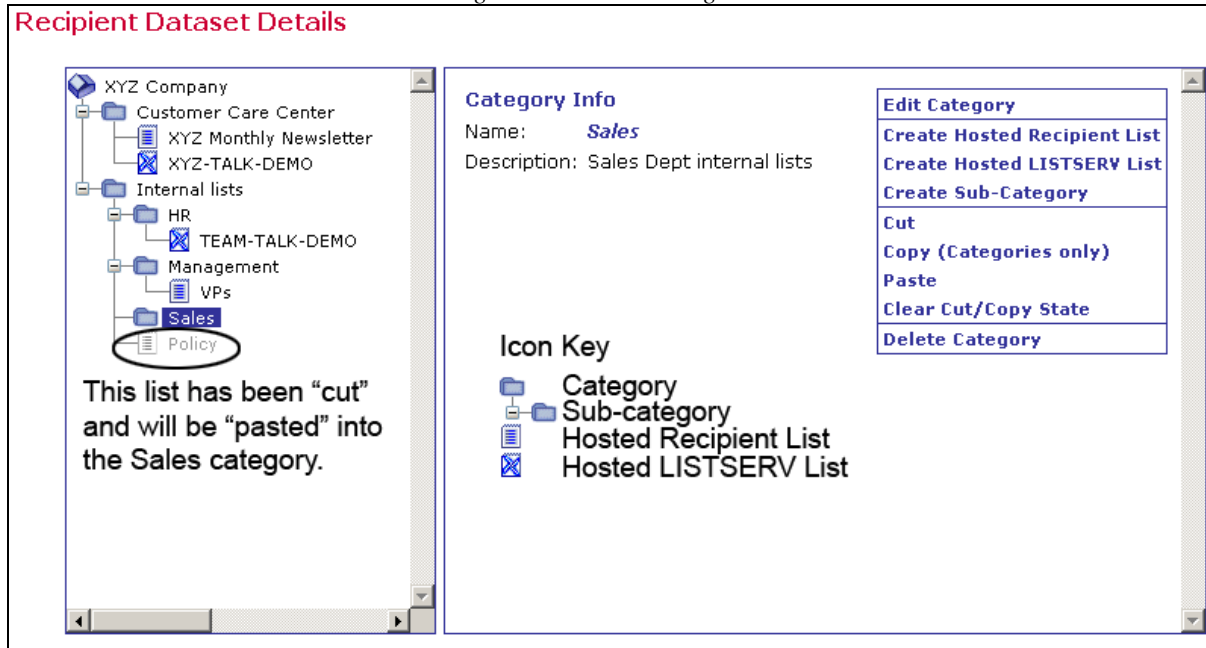 Recipient Dataset Details
XYZ Company
Customer Care Center
XYZ Monthly Newsletter
XYZ-TALK-DEMO
Internal lists
HR
TEAM-TALK-DEMO
Management
VPs
Sales
Policy
This list has been “cut”
and will be “pasted” into
the Sales category.
Category Info
Name: Sales
Description: Sales Dept internal lists
Edit Category
Create Hosted Recipient List
Create Hosted LISTSERV List
Create Sub-Category
Cut
Copy (Categories only)
Paste
Clear Cut/Copy State
Delete Category
Icon Key
Category
Sub-category
Hosted Recipient List
Hosted LISTSERV List